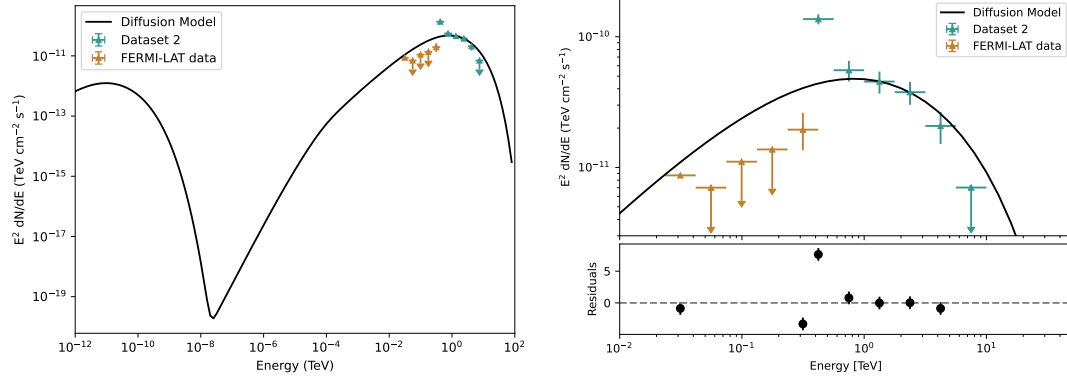 Diffusion Model
Dataset 2
FERMI-LAT data
E² dN/dE (TeV cm⁻² s⁻¹)
10⁻¹¹
10⁻¹³
10⁻¹⁵
10⁻¹⁷
10⁻¹⁹
10⁻¹² 10⁻¹⁰ 10⁻⁸ 10⁻⁶ 10⁻⁴ 10⁻² 10⁰ 10²
Energy (TeV)
Diffusion Model
Dataset 2
FERMI-LAT data
E² dN/dE (TeV cm⁻² s⁻¹)
10⁻¹⁰
10⁻¹¹
Residuals
5
0
10⁻² 10⁻¹ 10⁰ 10¹
Energy [TeV]